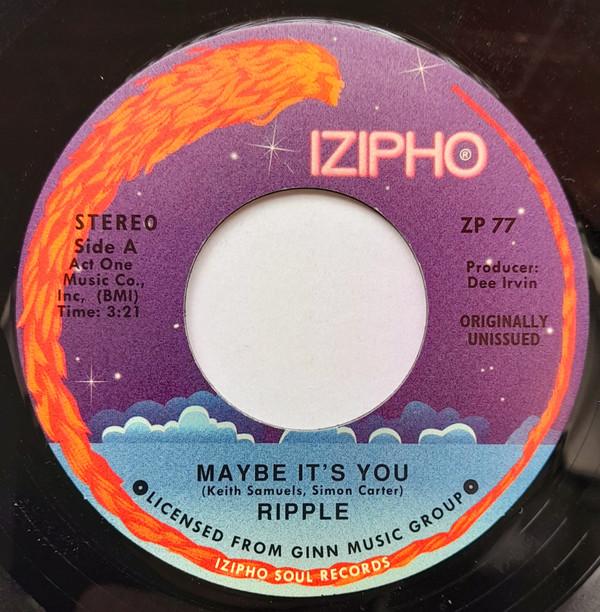 IZIPHO®
STEREO
Side A
Act One
Music Co.,
Inc, (BMI)
Time: 3:21
ZP 77
Producer:
Dee Irvin
ORIGINALLY
UNISSUED
MAYBE IT'S YOU
(Keith Samuels, Simon Carter)
RIPPLE
LICENSED FROM GINN MUSIC GROUP
IZIPHO SOUL RECORDS